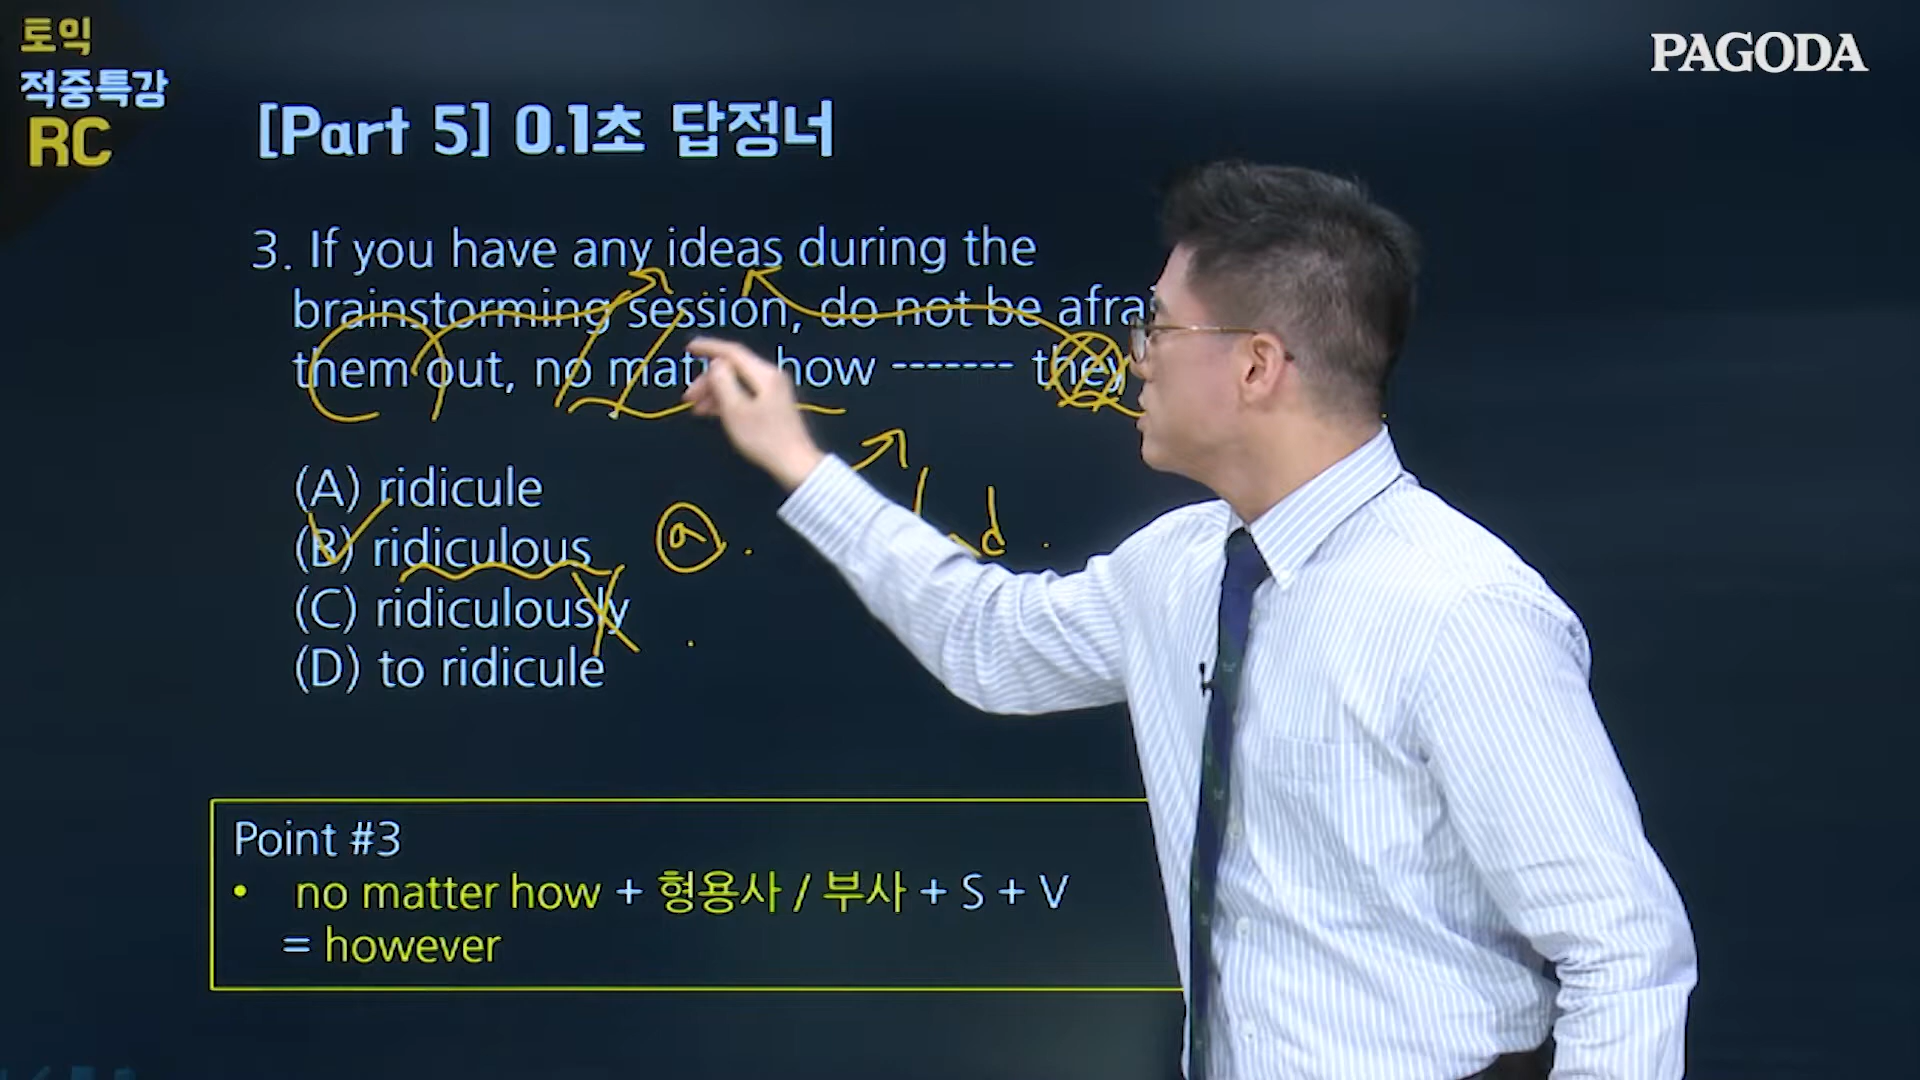 토익
적중특강
RC
PAGODA
[Part 5] 0.1초 답정너
3. If you have any ideas during the
brainstorming session, do not be
them out, no how ------- they
(A) ridicule
(B) ridiculous
(C) ridiculously
(D) to ridicule
a.
Point #3
• no matter how + 형용사 / 부사 + S + V
= however